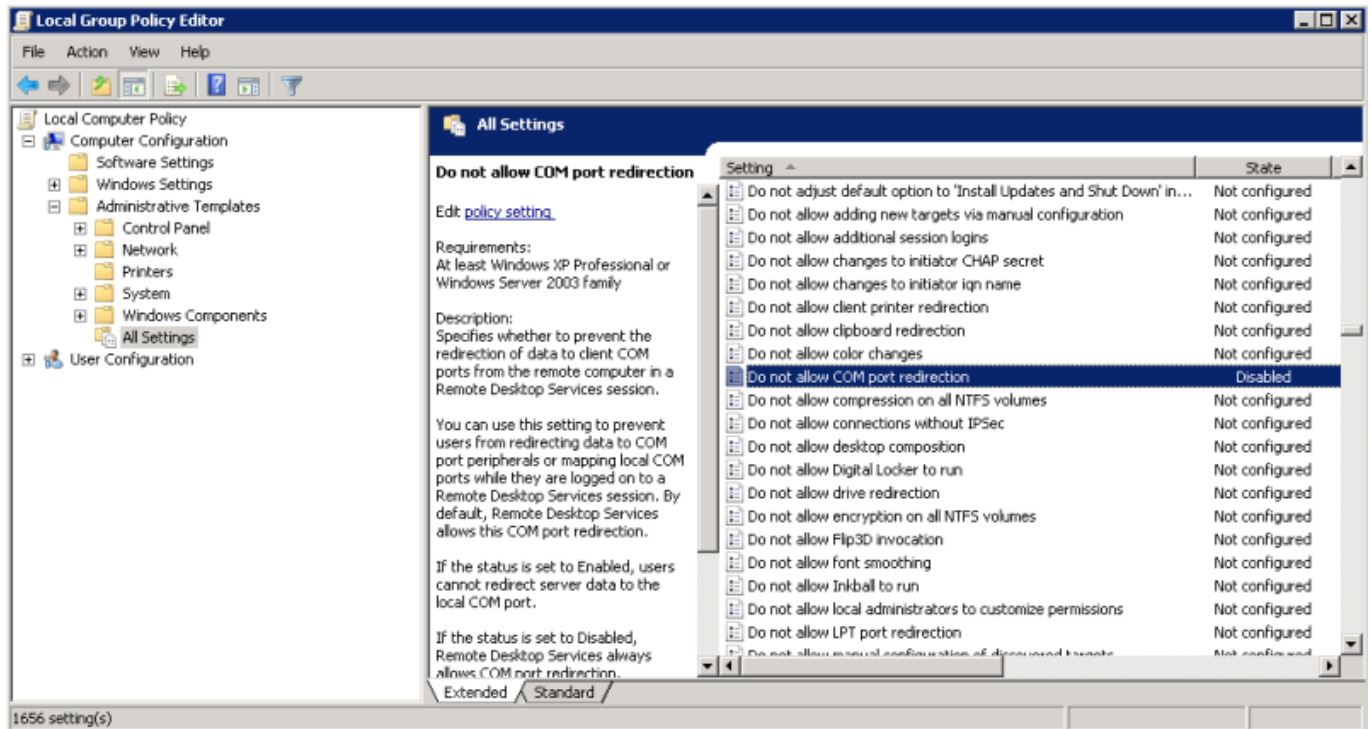 Local Group Policy Editor
File Action View Help
Local Computer Policy
Computer Configuration
Software Settings
Windows Settings
Administrative Templates
Control Panel
Network
Printers
System
Windows Components
All Settings
User Configuration
All Settings
Do not allow COM port redirection
Edit policy setting
Requirements:
At least Windows XP Professional or
Windows Server 2003 family
Description:
Specifies whether to prevent the
redirection of data to client COM
ports from the remote computer in a
Remote Desktop Services session.
You can use this setting to prevent
users from redirecting data to COM
port peripherals or mapping local COM
ports while they are logged on to a
Remote Desktop Services session. By
default, Remote Desktop Services
allows this COM port redirection.
If the status is set to Enabled, users
cannot redirect server data to the
local COM port.
If the status is set to Disabled,
Remote Desktop Services always
allows COM port redirection.
Setting State
Do not adjust default option to 'Install Updates and Shut Down' in... Not configured
Do not allow adding new targets via manual configuration Not configured
Do not allow additional session logins Not configured
Do not allow changes to initiator CHAP secret Not configured
Do not allow changes to initiator iqn name Not configured
Do not allow client printer redirection Not configured
Do not allow clipboard redirection Not configured
Do not allow color changes Not configured
Do not allow COM port redirection Disabled
Do not allow compression on all NTFS volumes Not configured
Do not allow connections without IPSec Not configured
Do not allow desktop composition Not configured
Do not allow Digital Locker to run Not configured
Do not allow drive redirection Not configured
Do not allow encryption on all NTFS volumes Not configured
Do not allow Flip3D invocation Not configured
Do not allow font smoothing Not configured
Do not allow Inkball to run Not configured
Do not allow local administrators to customize permissions Not configured
Do not allow LPT port redirection Not configured
Do not allow manual configuration of discovered targets Not configured
Extended Standard
1656 setting(s)